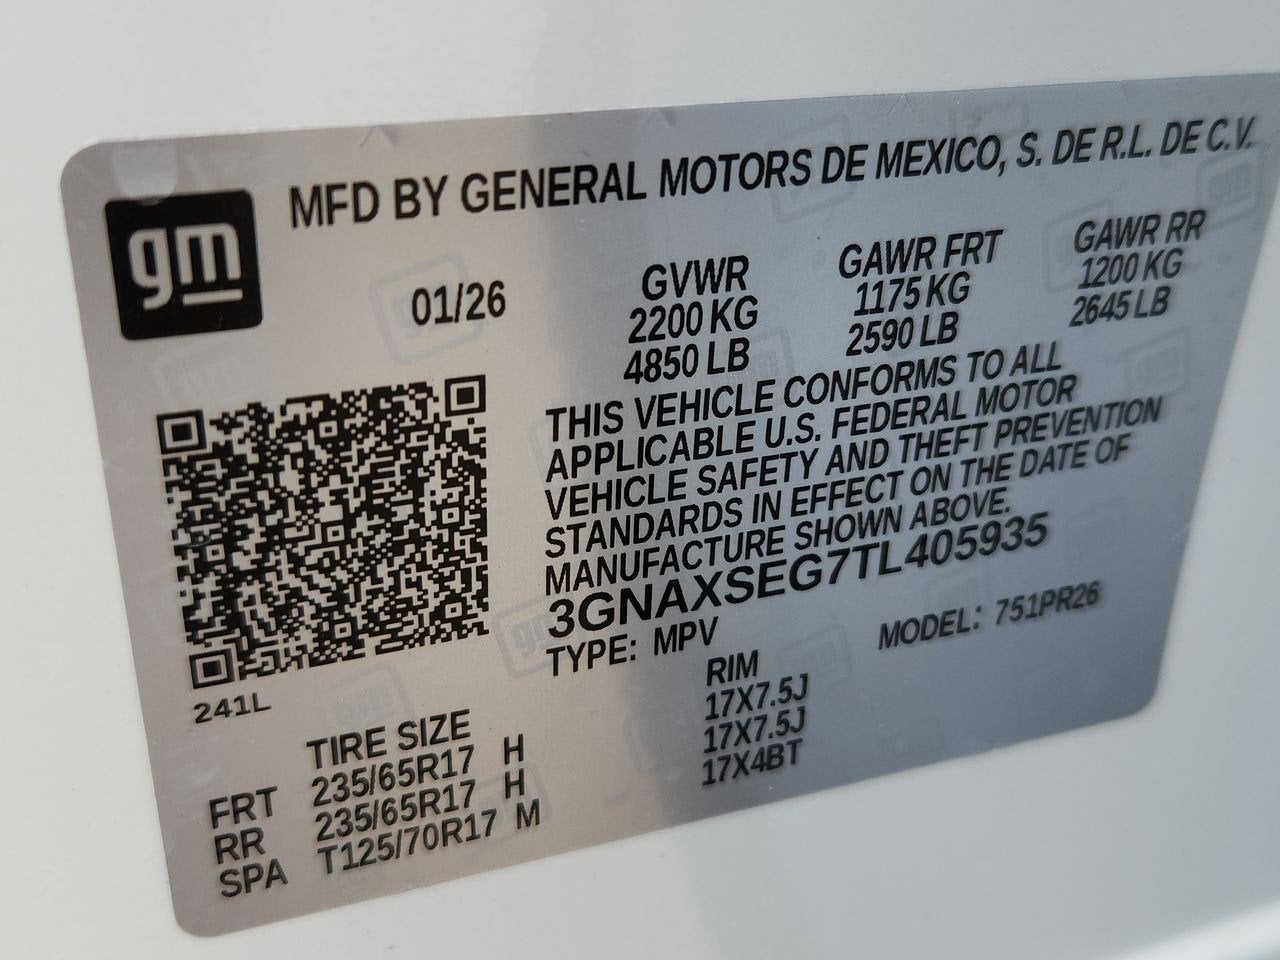 gm
MFD BY GENERAL MOTORS DE MEXICO, S. DE R.L. DE C.V.
01/26
GVWR GAWR FRT GAWR RR
2200 KG 1175 KG 1200 KG
4850 LB 2590 LB 2645 LB
THIS VEHICLE CONFORMS TO ALL
APPLICABLE U.S. FEDERAL MOTOR
VEHICLE SAFETY AND THEFT PREVENTION
STANDARDS IN EFFECT ON THE DATE OF
MANUFACTURE SHOWN ABOVE.
3GNAXSEG7TL405935
TYPE: MPV MODEL: 751PR26
241L
TIRE SIZE RIM
FRT 235/65R17 H 17X7.5J
RR 235/65R17 H 17X7.5J
SPA T125/70R17 M 17X4BT